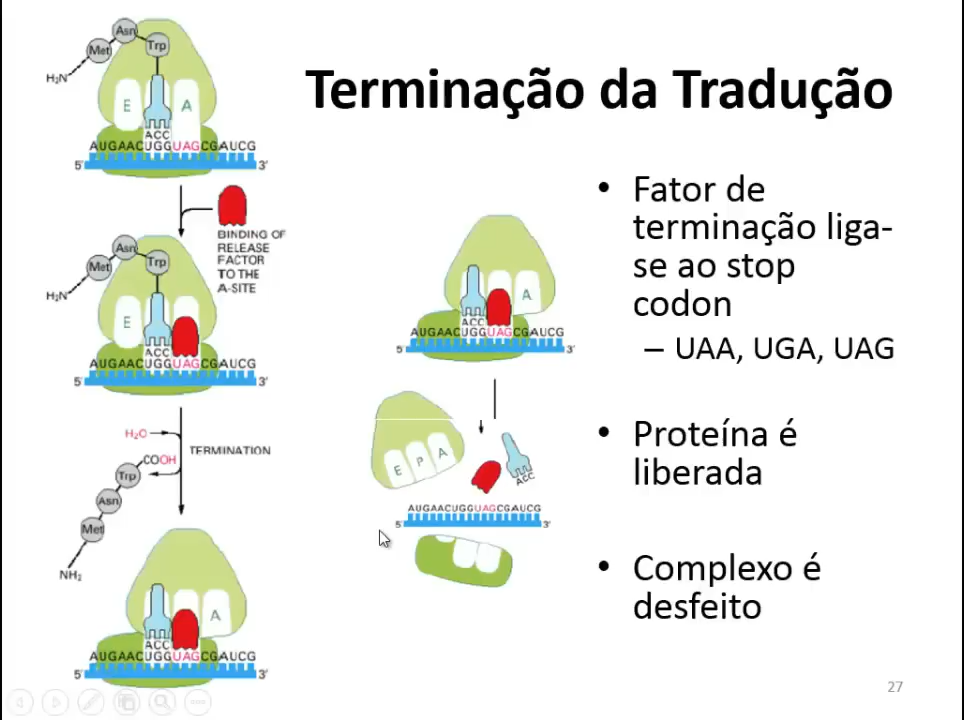 Terminação da Tradução
Asn
Met
Trp
H₂N
E
A
ACC
AUGAACUGGUAGCGAUCG
5'
3'
BINDING OF
RELEASE
FACTOR
TO THE
A-SITE
Asn
Met
Trp
H₂N
E
ACC
AUGAACUGGUAGCGAUCG
5'
3'
H₂O
TERMINATION
COOH
Trp
Asn
Met
NH₂
A
ACC
AUGAACUGGUAGCGAUCG
5'
3'
A
ACC
AUGAACUGGUAGCGAUCG
5'
3'
E P A
ACC
AUGAACUGGUAGCGAUCG
5'
3'
• Fator de
terminação liga-
se ao stop
codon
– UAA, UGA, UAG
• Proteína é
liberada
• Complexo é
desfeito
27